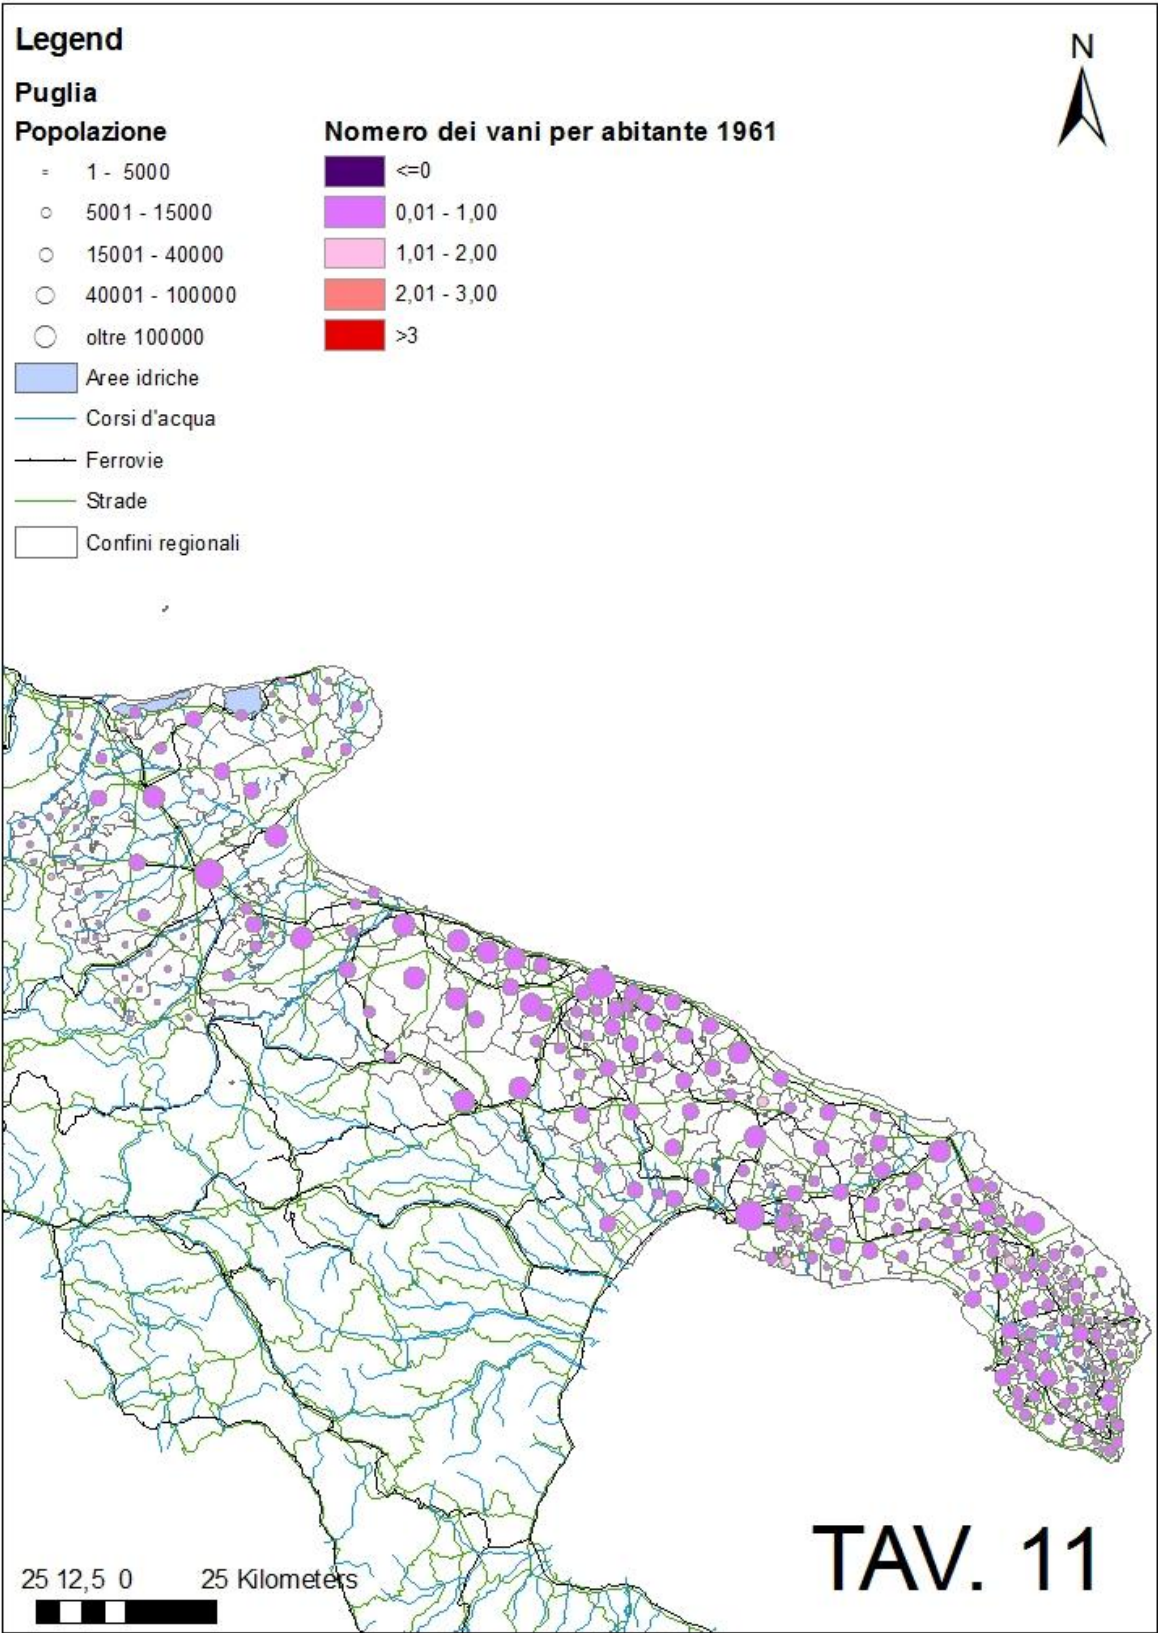 Legend
N
Puglia
Popolazione
1 - 5000
5001 - 15000
15001 - 40000
40001 - 100000
oltre 100000
Aree idriche
Corsi d'acqua
Ferrovie
Strade
Confini regionali
Nomero dei vani per abitante 1961
<=0
0,01 - 1,00
1,01 - 2,00
2,01 - 3,00
>3
TAV. 11
25 12,5 0 25 Kilometers